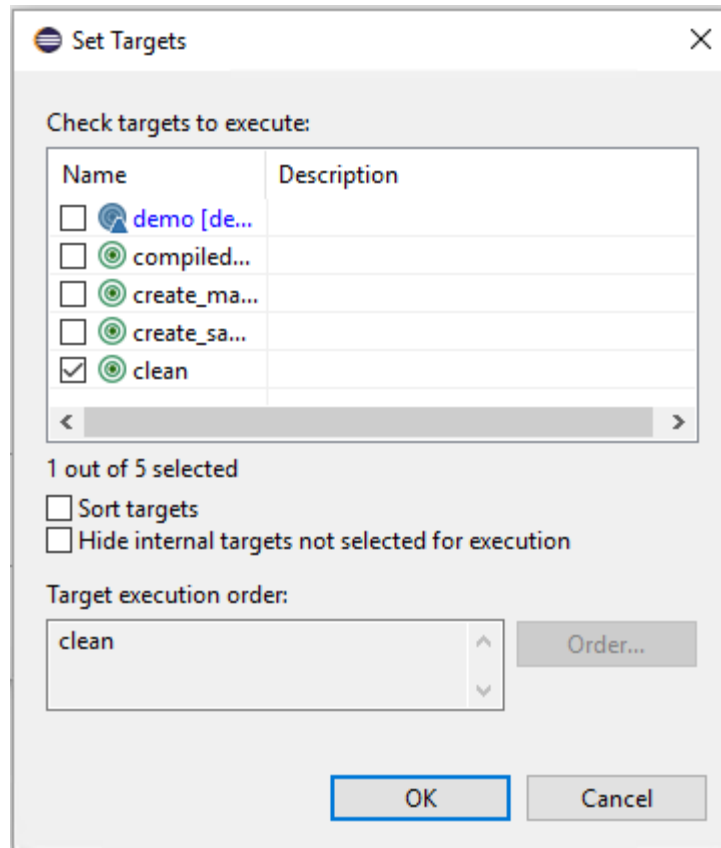 Set Targets
Check targets to execute:
Name Description
demo [de...
compiled...
create_ma...
create_sa...
clean
1 out of 5 selected
Sort targets
Hide internal targets not selected for execution
Target execution order:
clean
Order...
OK Cancel